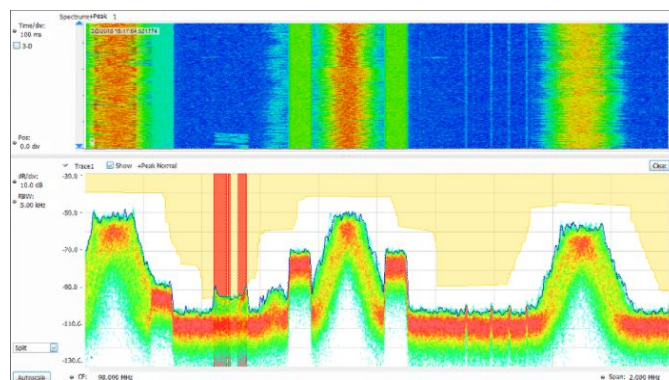 Spectrum+Peak 1
Time/div:
100 ms
3-D
Pos:
0.0 div
Trace1
Show
+Peak Normal
Clear
dB/div:
10.0 dB
RBW:
5.00 kHz
-30.0
-50.0
-70.0
-90.0
-110.0
-130.0
Split
Autoscale
CF:
98.000 MHz
Span: 2.000 MHz